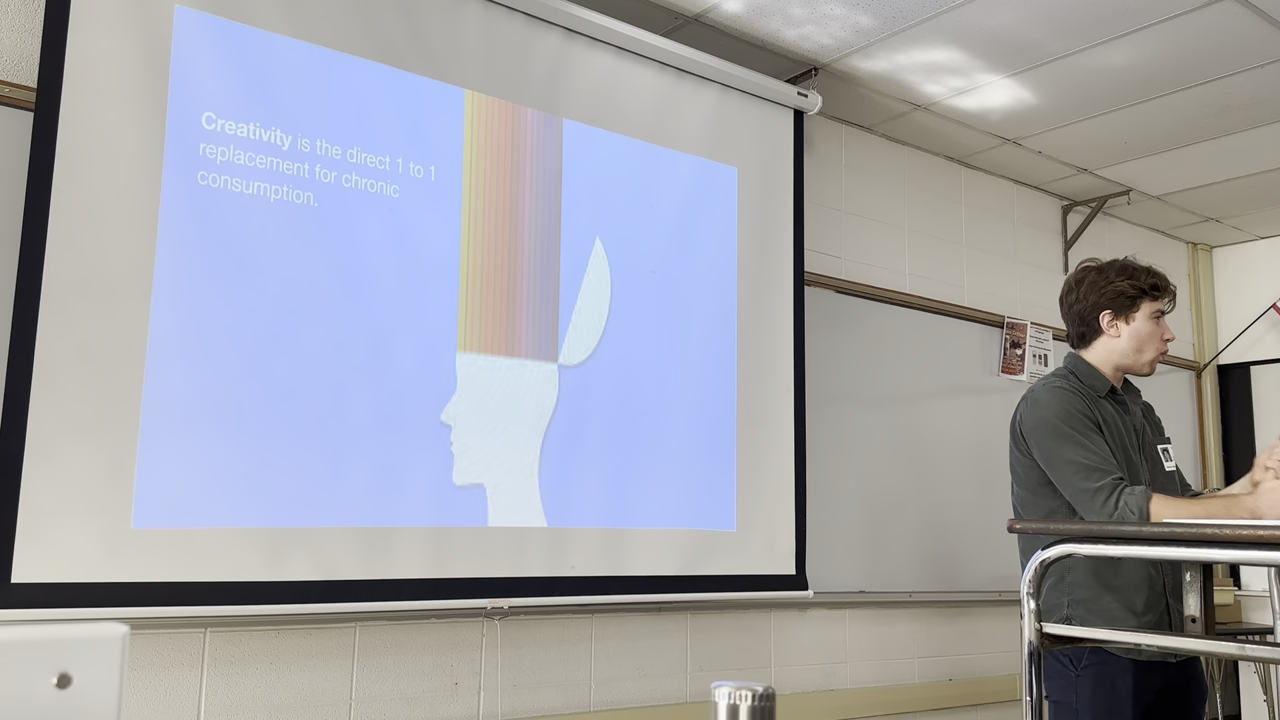 Creativity is the direct 1 to 1
replacement for chronic
consumption.